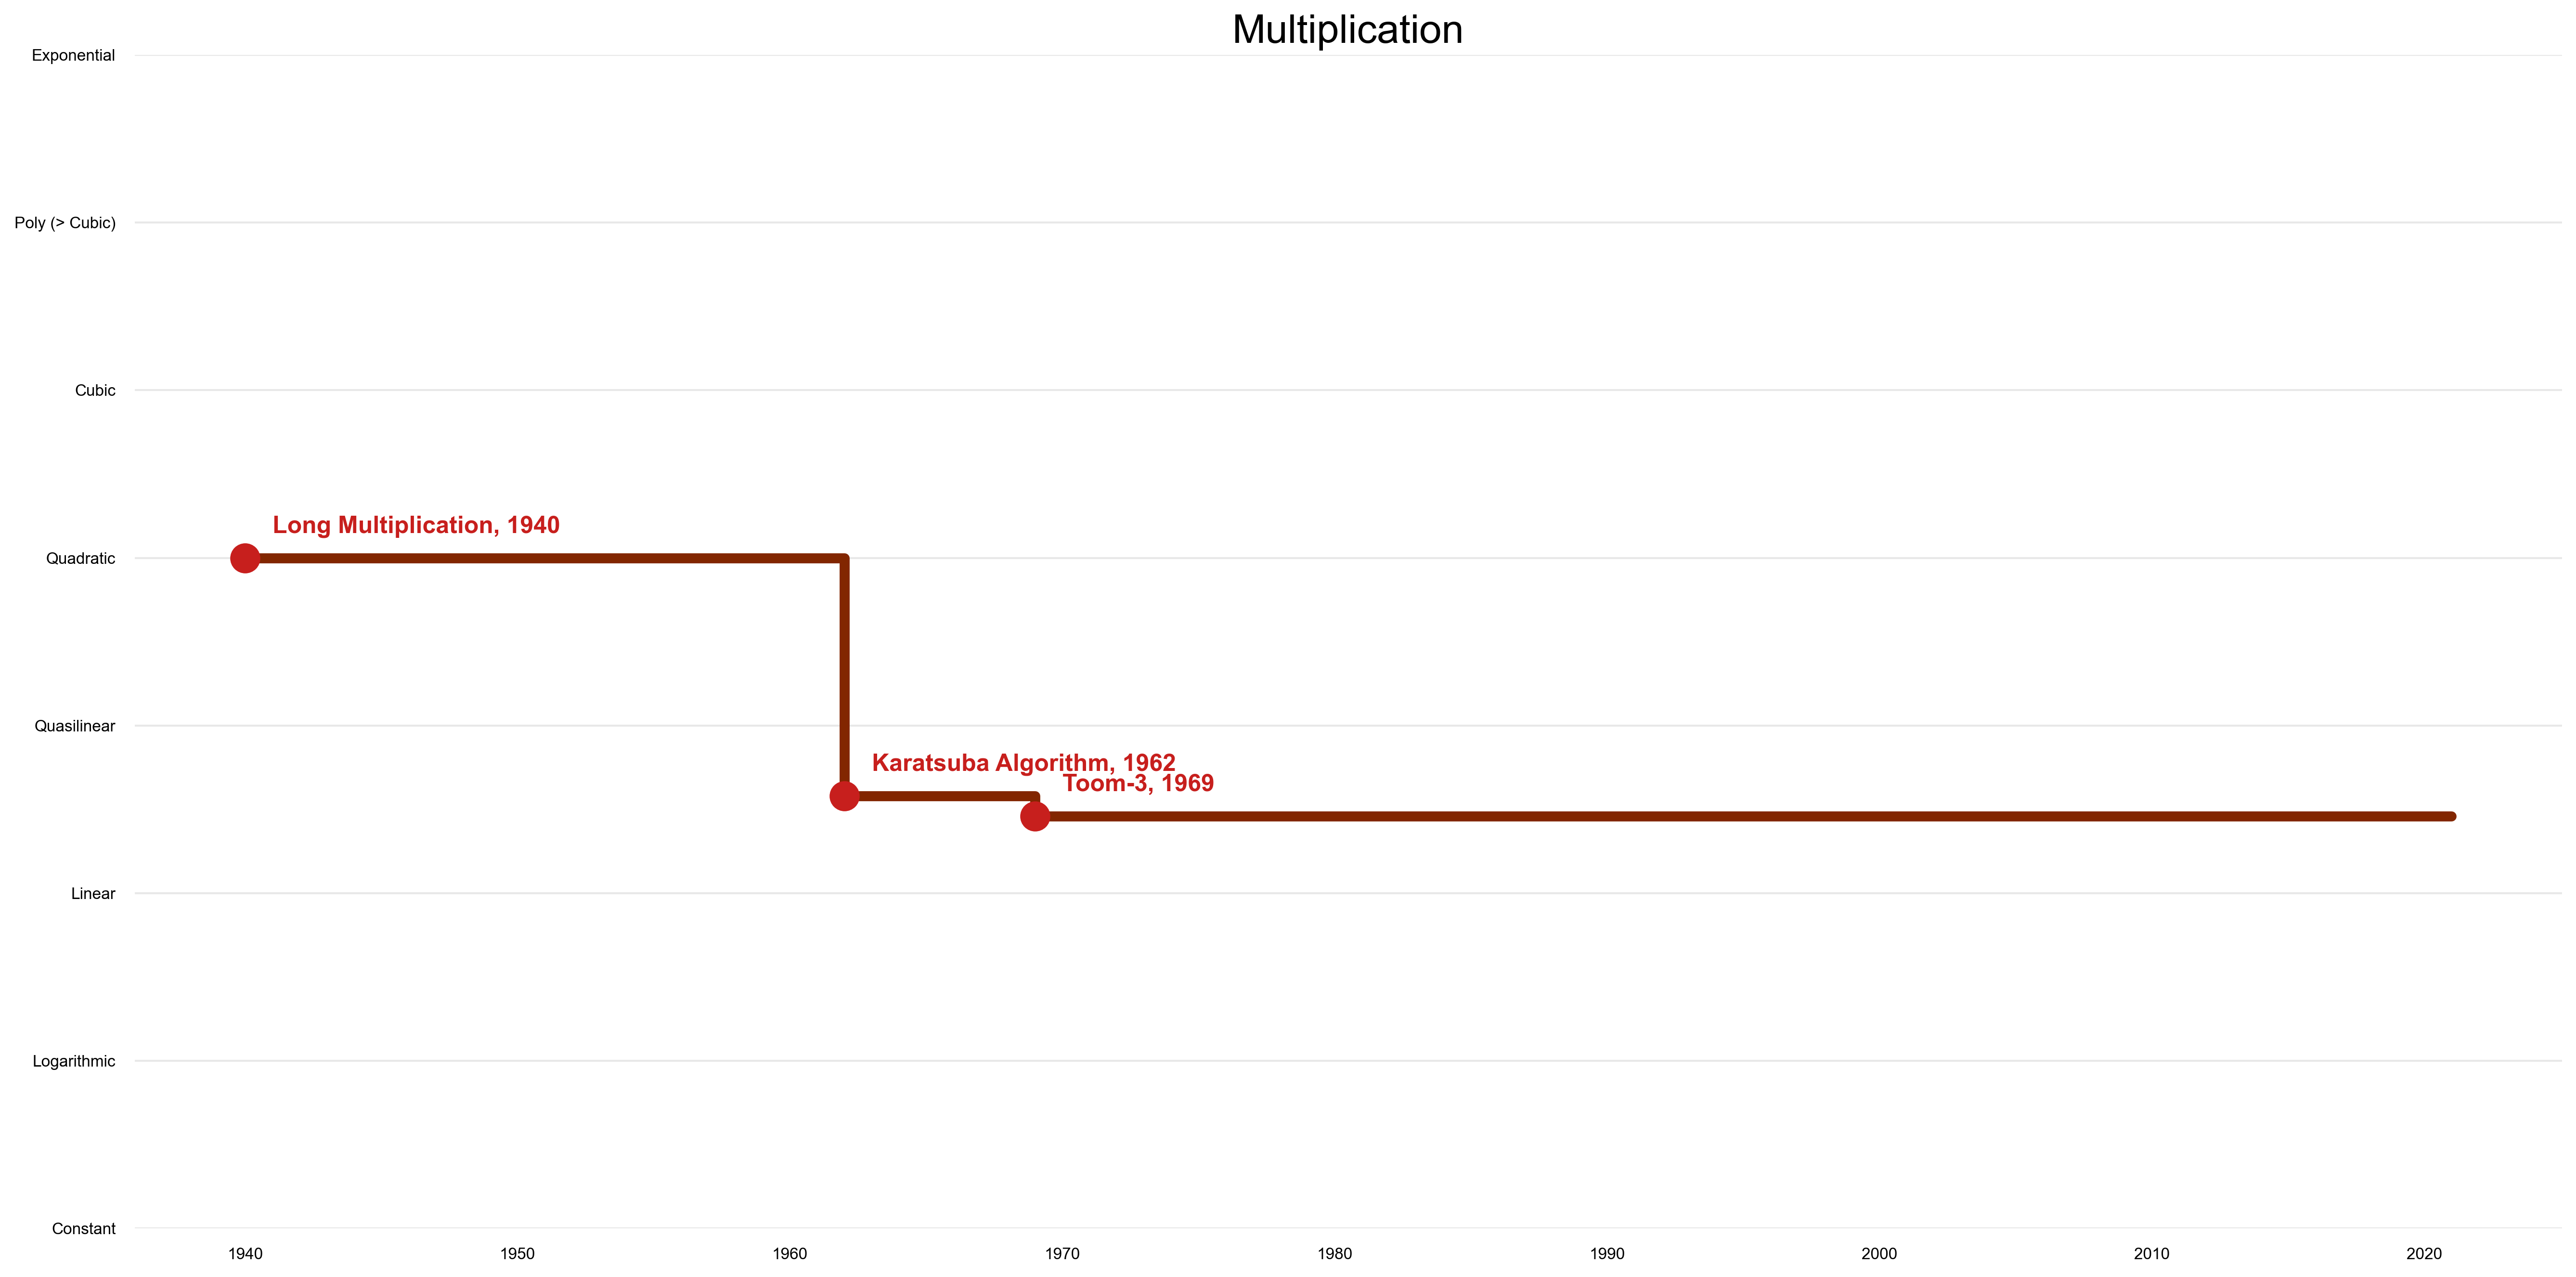 Multiplication
Exponential
Poly (> Cubic)
Cubic
Long Multiplication, 1940
Quadratic
Quasilinear
Karatsuba Algorithm, 1962
Toom-3, 1969
Linear
Logarithmic
Constant
1940 1950 1960 1970 1980 1990 2000 2010 2020